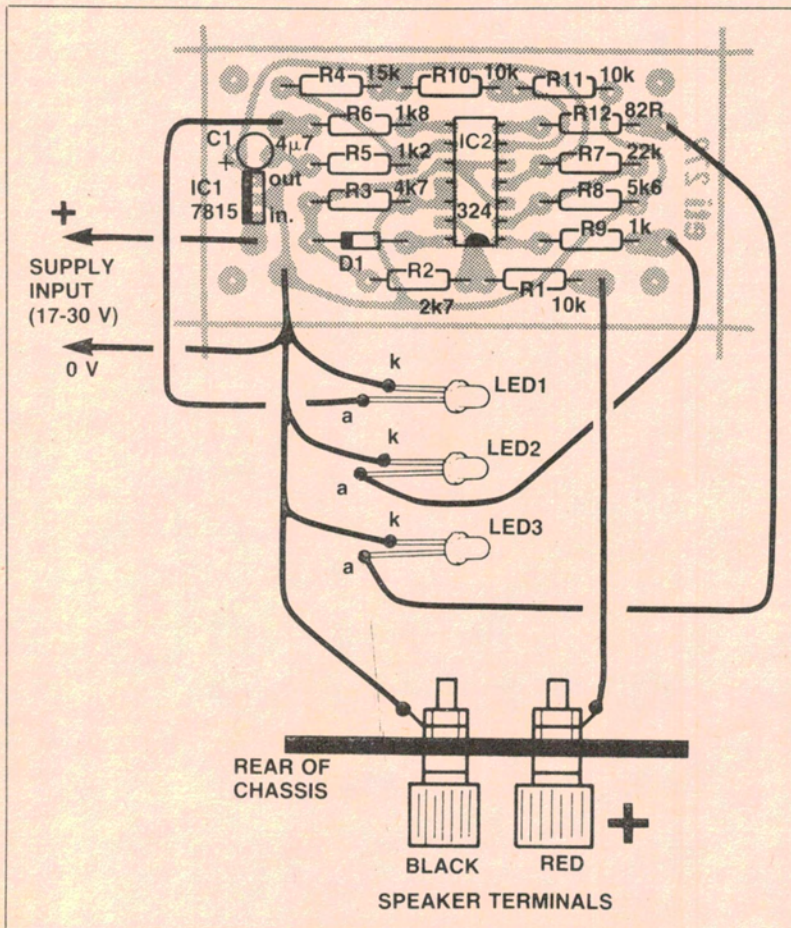 R4 15k R10 10k R11 10k
R6 1k8 R12 82R
C1 4µ7 IC2
+
R5 1k2 R7 22k
IC1 out
7815 in.
R3 4k7 324 R8 5k6
D1 R9 1k
R2 R1
2k7 10k
+
SUPPLY
INPUT
(17-30 V)
0 V
k
LED1
a
k
LED2
a
k
LED3
a
REAR OF
CHASSIS
BLACK RED +
SPEAKER TERMINALS